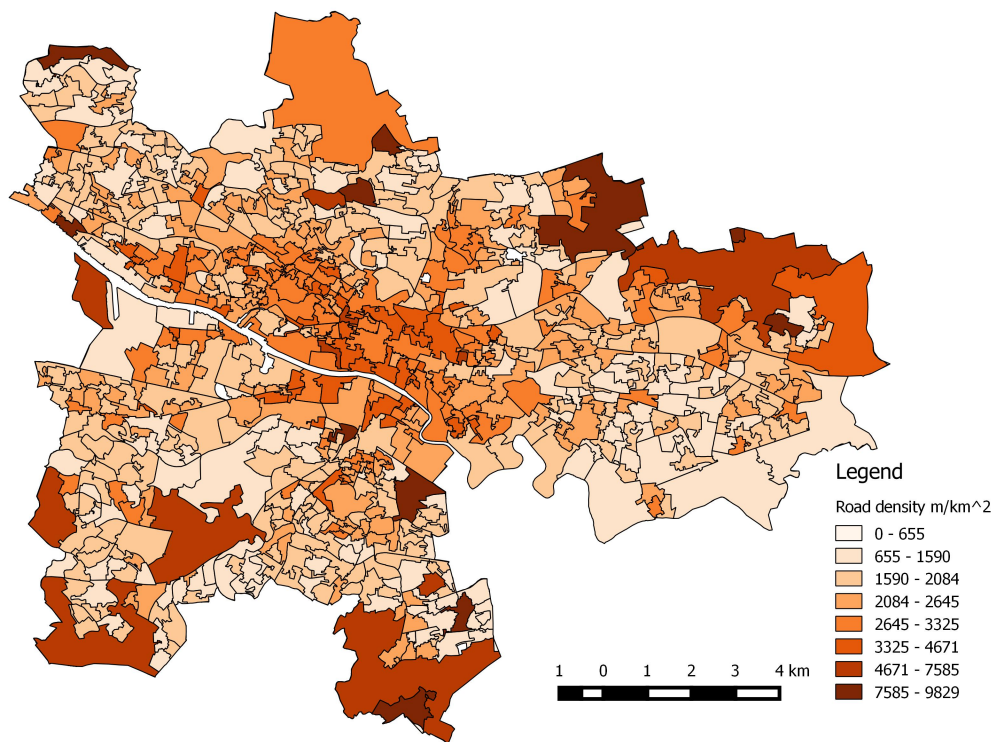 Legend
Road density m/km^2
0 - 655
655 - 1590
1590 - 2084
2084 - 2645
2645 - 3325
3325 - 4671
4671 - 7585
7585 - 9829
1 0 1 2 3 4 km